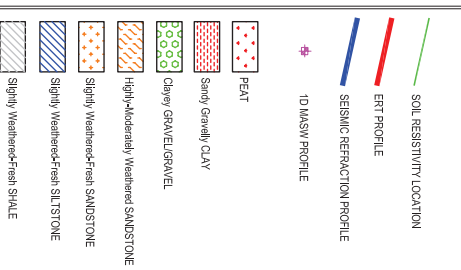 SOIL RESISTIVITY LOCATION
ERT PROFILE
SEISMIC REFRACTION PROFILE
1D MASW PROFILE
PEAT
Sandy Gravelly CLAY
Clayey GRAVEL/GRAVEL
Highly-Moderately Weathered SANDSTONE
Slightly Weathered-Fresh SANDSTONE
Slightly Weathered-Fresh SILTSTONE
Slightly Weathered-Fresh SHALE